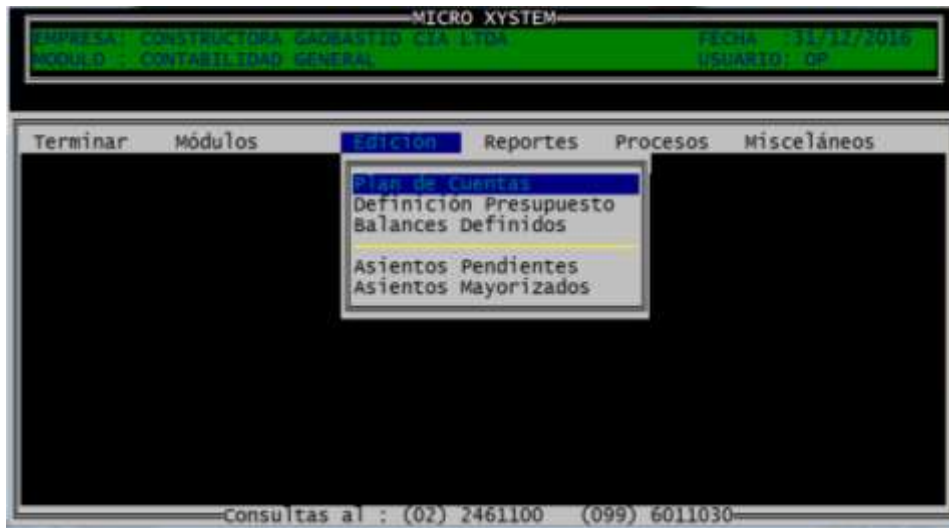 MICRO XYSTEM
EMPRESA: CONSTRUCTORA GAOBASTID CIA LTDA FECHA :31/12/2016
MODULO : CONTABILIDAD GENERAL USUARIO: OP
Terminar Módulos Edición Reportes Procesos Misceláneos
Plan de Cuentas
Definición Presupuesto
Balances Definidos
Asientos Pendientes
Asientos Mayorizados
Consultas al : (02) 2461100 (099) 6011030